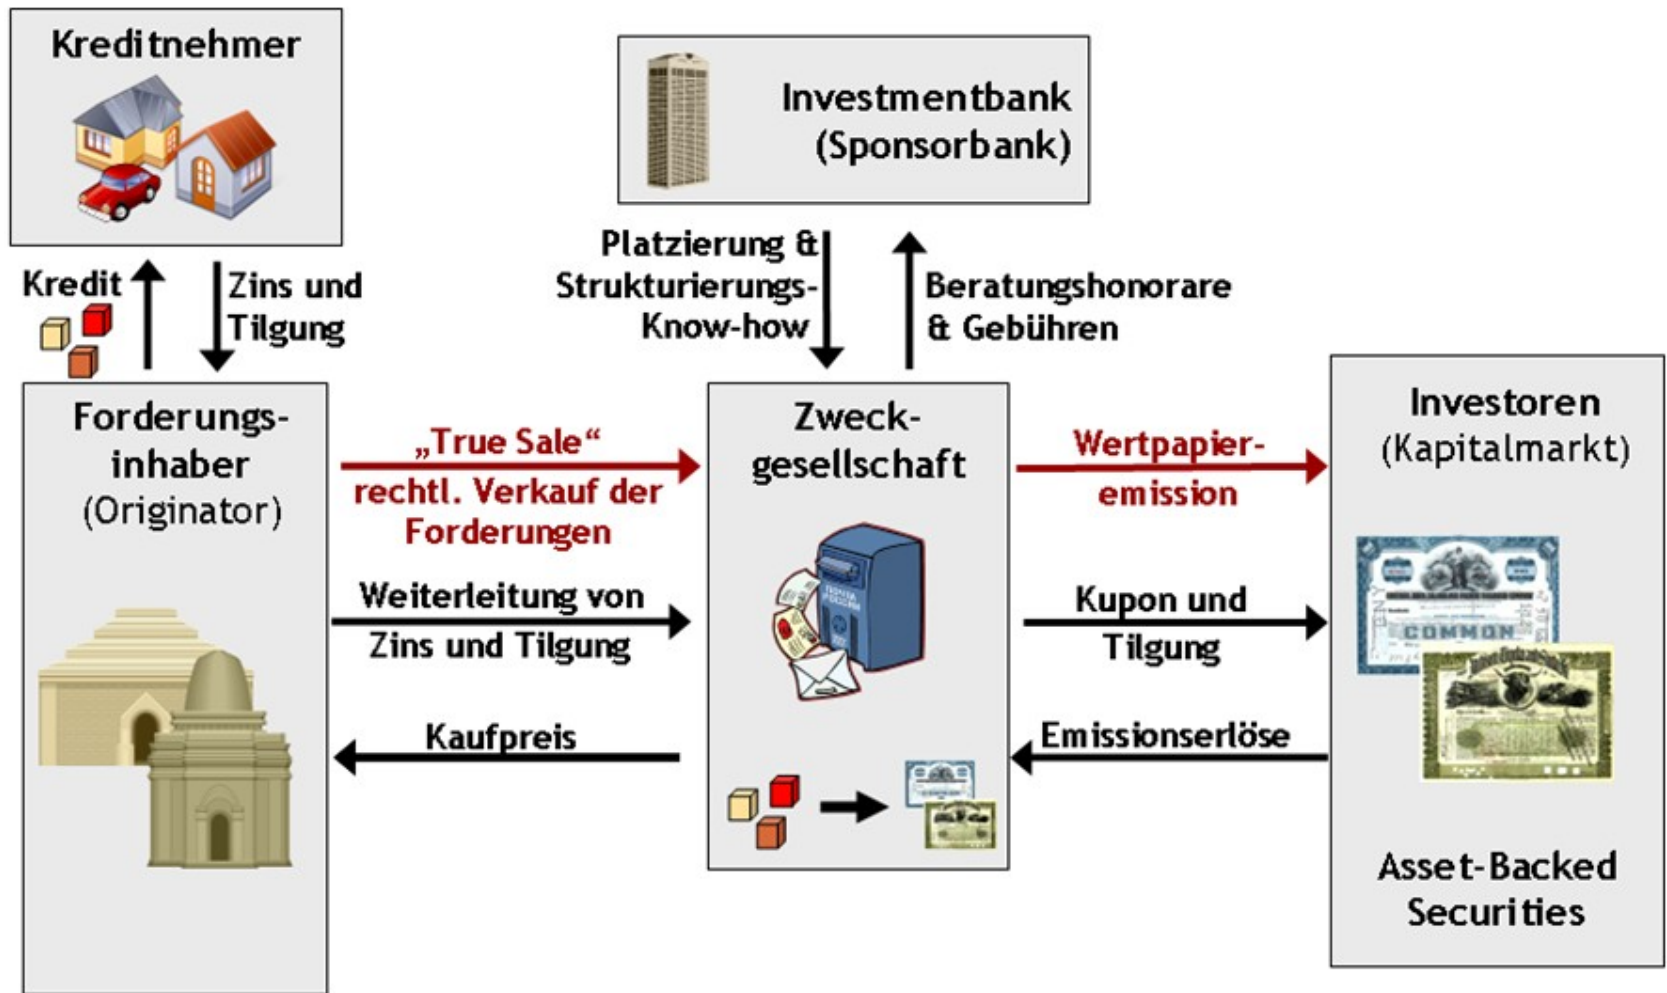 Kreditnehmer
Investmentbank
(Sponsorbank)
Kredit
Zins und
Tilgung
Platzierung &
Strukturierungs-
Know-how
Beratungshonorare
& Gebühren
Forderungs-
inhaber
(Originator)
„True Sale“
rechtl. Verkauf der
Forderungen
Weiterleitung von
Zins und Tilgung
Kaufpreis
Zweck-
gesellschaft
ПОЧТА
РОССИИ
Wertpapier-
emission
Kupon und
Tilgung
Emissionserlöse
Investoren
(Kapitalmarkt)
COMMON
Asset-Backed
Securities